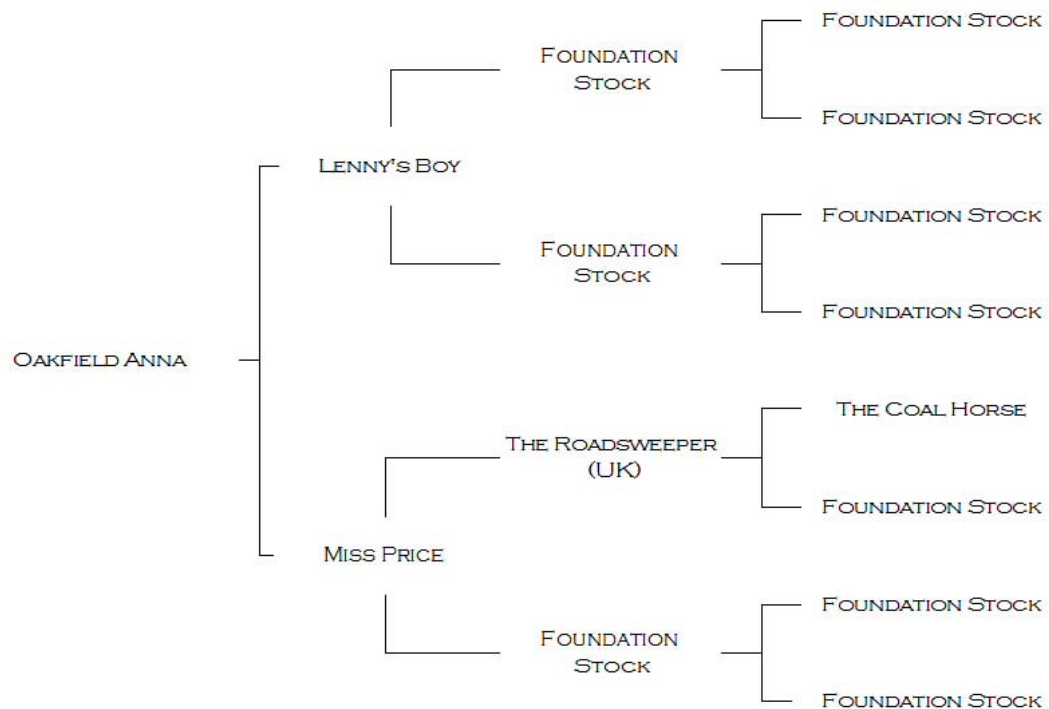 Foundation Stock
Foundation
Stock
Foundation Stock
Lenny's Boy
Foundation Stock
Foundation
Stock
Foundation Stock
Oakfield Anna
The Coal Horse
The Roadsweeper
(UK)
Foundation Stock
Miss Price
Foundation Stock
Foundation
Stock
Foundation Stock